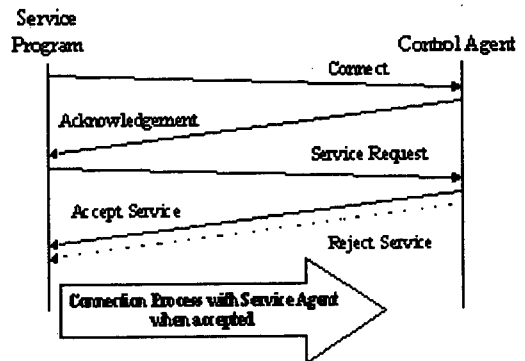 Service
Program
Control Agent
Connect
Acknowledgement
Service Request
Accept Service
Reject Service
Connection Process with Service Agent
when accepted